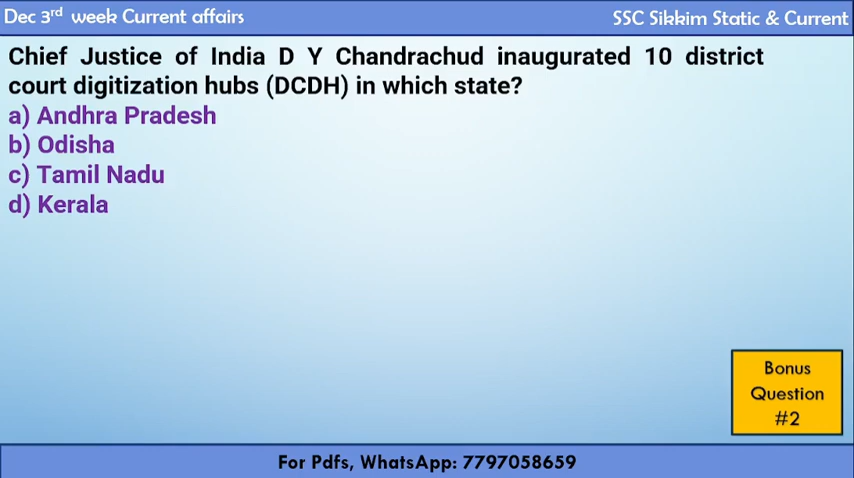 Dec 3rd week Current affairs
SSC Sikkim Static & Current
Chief Justice of India D Y Chandrachud inaugurated 10 district
court digitization hubs (DCDH) in which state?
a) Andhra Pradesh
b) Odisha
c) Tamil Nadu
d) Kerala
Bonus
Question
#2
For Pdfs, WhatsApp: 7797058659